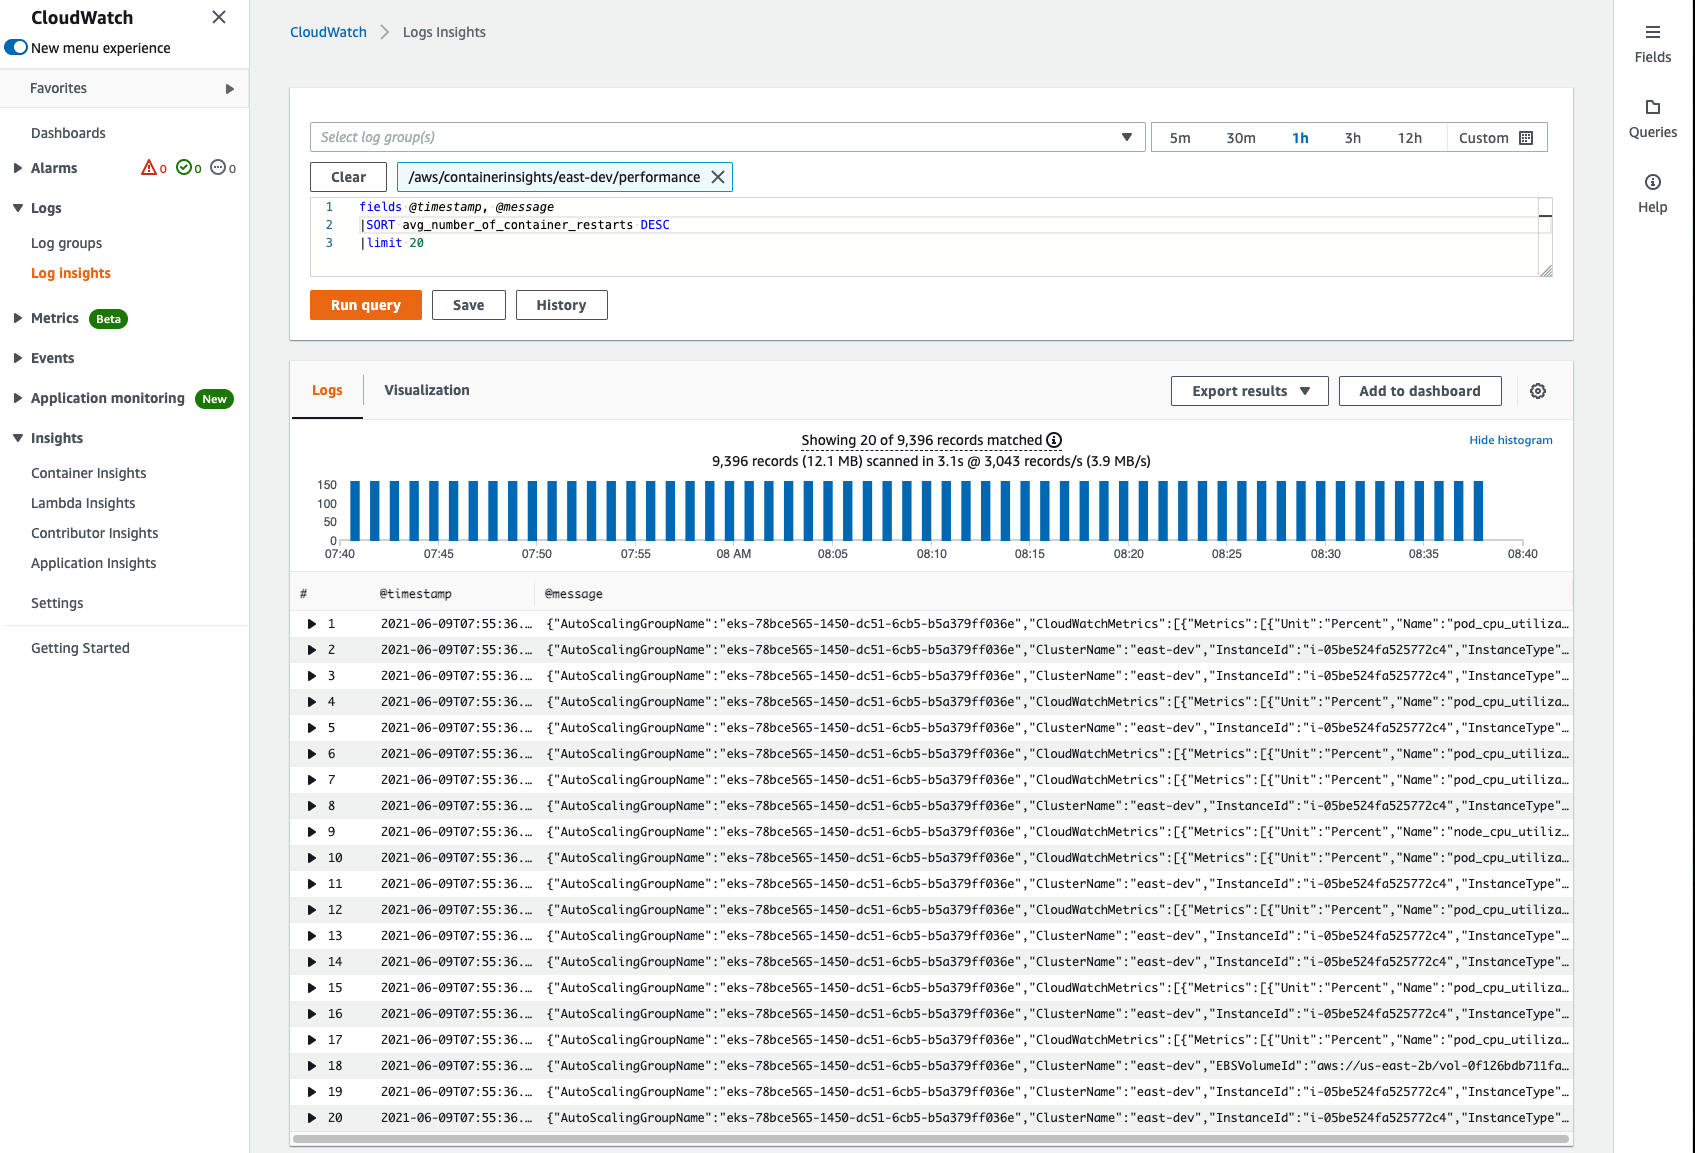 CloudWatch
New menu experience
Favorites
Dashboards
Alarms 0 0 0
Logs
Log groups
Log insights
Metrics Beta
Events
Application monitoring New
Insights
Container Insights
Lambda Insights
Contributor Insights
Application Insights
Settings
Getting Started
CloudWatch > Logs Insights
Select log group(s)
5m 30m 1h 3h 12h Custom
Clear /aws/containerinsights/east-dev/performance
1 fields @timestamp, @message
2 |SORT avg_number_of_container_restarts DESC
3 |limit 20
Run query Save History
Logs Visualization Export results Add to dashboard
Showing 20 of 9,396 records matched
Hide histogram
9,396 records (12.1 MB) scanned in 3.1s @ 3,043 records/s (3.9 MB/s)
150
100
50
0
07:40 07:45 07:50 07:55 08 AM 08:05 08:10 08:15 08:20 08:25 08:30 08:35 08:40
# @timestamp @message
1 2021-06-09T07:55:36... {"AutoScalingGroupName":"eks-78bce565-1450-dc51-6cb5-b5a379ff036e","CloudWatchMetrics":[{"Metrics":[{"Unit":"Percent","Name":"pod_cpu_utiliza…
2 2021-06-09T07:55:36... {"AutoScalingGroupName":"eks-78bce565-1450-dc51-6cb5-b5a379ff036e","ClusterName":"east-dev","InstanceId":"i-05be524fa525772c4","InstanceType"…
3 2021-06-09T07:55:36... {"AutoScalingGroupName":"eks-78bce565-1450-dc51-6cb5-b5a379ff036e","ClusterName":"east-dev","InstanceId":"i-05be524fa525772c4","InstanceType"…
4 2021-06-09T07:55:36... {"AutoScalingGroupName":"eks-78bce565-1450-dc51-6cb5-b5a379ff036e","CloudWatchMetrics":[{"Metrics":[{"Unit":"Percent","Name":"pod_cpu_utiliza…
5 2021-06-09T07:55:36... {"AutoScalingGroupName":"eks-78bce565-1450-dc51-6cb5-b5a379ff036e","ClusterName":"east-dev","InstanceId":"i-05be524fa525772c4","InstanceType"…
6 2021-06-09T07:55:36... {"AutoScalingGroupName":"eks-78bce565-1450-dc51-6cb5-b5a379ff036e","CloudWatchMetrics":[{"Metrics":[{"Unit":"Percent","Name":"pod_cpu_utiliza…
7 2021-06-09T07:55:36... {"AutoScalingGroupName":"eks-78bce565-1450-dc51-6cb5-b5a379ff036e","CloudWatchMetrics":[{"Metrics":[{"Unit":"Percent","Name":"pod_cpu_utiliza…
8 2021-06-09T07:55:36... {"AutoScalingGroupName":"eks-78bce565-1450-dc51-6cb5-b5a379ff036e","ClusterName":"east-dev","InstanceId":"i-05be524fa525772c4","InstanceType"…
9 2021-06-09T07:55:36... {"AutoScalingGroupName":"eks-78bce565-1450-dc51-6cb5-b5a379ff036e","CloudWatchMetrics":[{"Metrics":[{"Unit":"Percent","Name":"node_cpu_utiliz…
10 2021-06-09T07:55:36... {"AutoScalingGroupName":"eks-78bce565-1450-dc51-6cb5-b5a379ff036e","CloudWatchMetrics":[{"Metrics":[{"Unit":"Percent","Name":"pod_cpu_utiliza…
11 2021-06-09T07:55:36... {"AutoScalingGroupName":"eks-78bce565-1450-dc51-6cb5-b5a379ff036e","ClusterName":"east-dev","InstanceId":"i-05be524fa525772c4","InstanceType"…
12 2021-06-09T07:55:36... {"AutoScalingGroupName":"eks-78bce565-1450-dc51-6cb5-b5a379ff036e","CloudWatchMetrics":[{"Metrics":[{"Unit":"Percent","Name":"pod_cpu_utiliza…
13 2021-06-09T07:55:36... {"AutoScalingGroupName":"eks-78bce565-1450-dc51-6cb5-b5a379ff036e","ClusterName":"east-dev","InstanceId":"i-05be524fa525772c4","InstanceType"…
14 2021-06-09T07:55:36... {"AutoScalingGroupName":"eks-78bce565-1450-dc51-6cb5-b5a379ff036e","ClusterName":"east-dev","InstanceId":"i-05be524fa525772c4","InstanceType"…
15 2021-06-09T07:55:36... {"AutoScalingGroupName":"eks-78bce565-1450-dc51-6cb5-b5a379ff036e","CloudWatchMetrics":[{"Metrics":[{"Unit":"Percent","Name":"pod_cpu_utiliza…
16 2021-06-09T07:55:36... {"AutoScalingGroupName":"eks-78bce565-1450-dc51-6cb5-b5a379ff036e","ClusterName":"east-dev","InstanceId":"i-05be524fa525772c4","InstanceType"…
17 2021-06-09T07:55:36... {"AutoScalingGroupName":"eks-78bce565-1450-dc51-6cb5-b5a379ff036e","CloudWatchMetrics":[{"Metrics":[{"Unit":"Percent","Name":"pod_cpu_utiliza…
18 2021-06-09T07:55:36... {"AutoScalingGroupName":"eks-78bce565-1450-dc51-6cb5-b5a379ff036e","ClusterName":"east-dev","EBSVolumeId":"aws://us-east-2b/vol-0f126bdb711fa…
19 2021-06-09T07:55:36... {"AutoScalingGroupName":"eks-78bce565-1450-dc51-6cb5-b5a379ff036e","ClusterName":"east-dev","InstanceId":"i-05be524fa525772c4","InstanceType"…
20 2021-06-09T07:55:36... {"AutoScalingGroupName":"eks-78bce565-1450-dc51-6cb5-b5a379ff036e","ClusterName":"east-dev","InstanceId":"i-05be524fa525772c4","InstanceType"…
Fields
Queries
Help